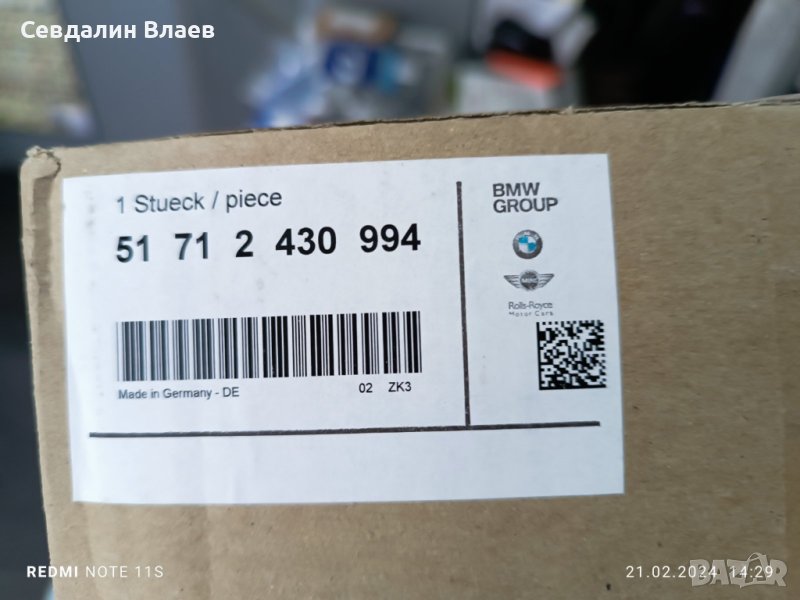 Севдалин Влаев
1 Stueck / piece
51 71 2 430 994
Made in Germany - DE
02 ZK3
BMW
GROUP
Rolls-Royce
Motor Cars
REDMI NOTE 11S
21.02.2024 14:29
BAZAR